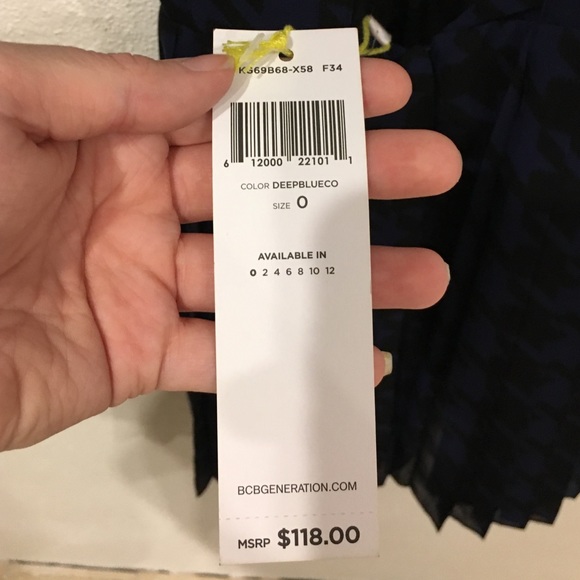 K669B68-X58 F34
6 12000 22101 1
COLOR DEEPBLUECO
SIZE 0
AVAILABLE IN
0 2 4 6 8 10 12
BCBGENERATION.COM
MSRP $118.00